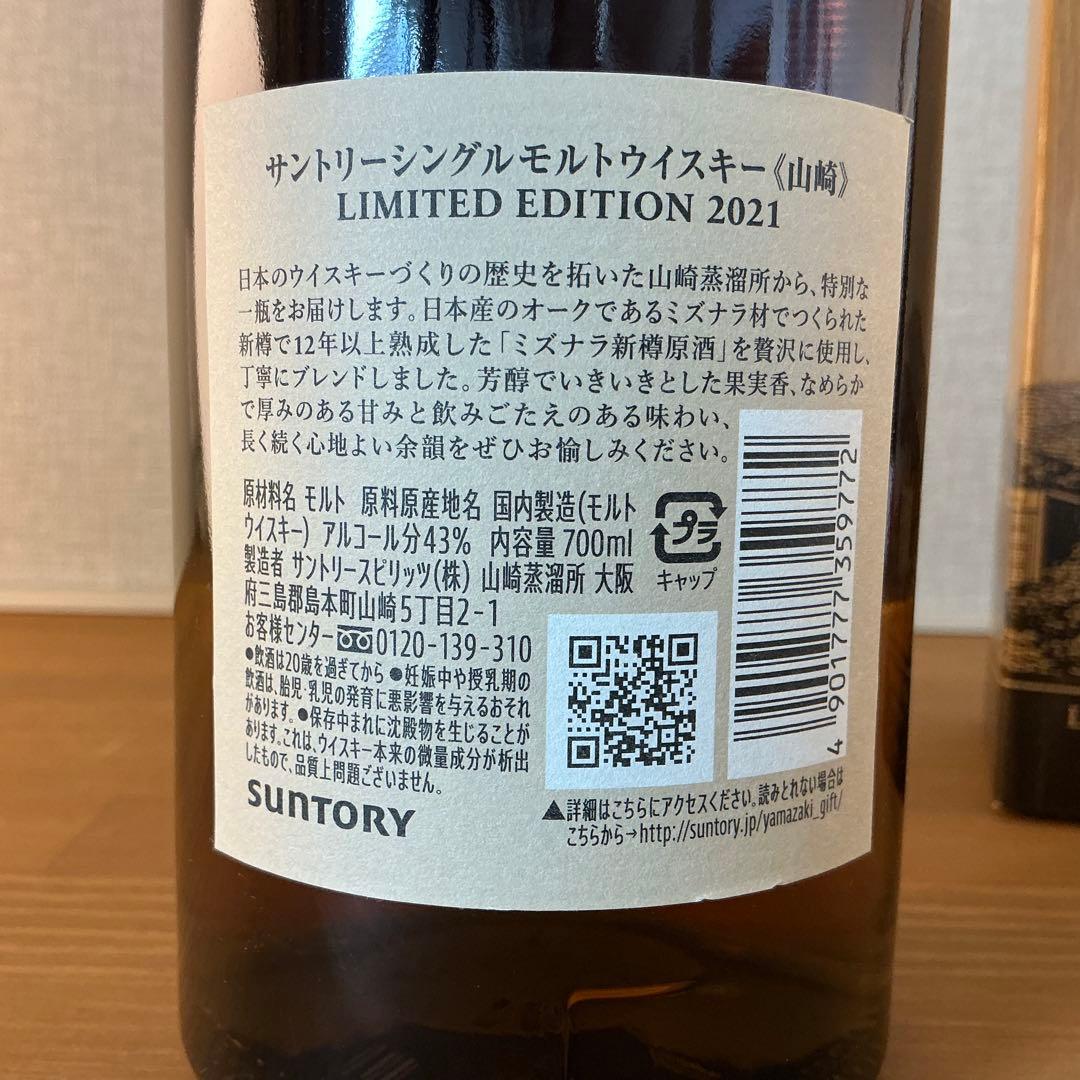 サントリーシングルモルトウイスキー《山崎》
LIMITED EDITION 2021
日本のウイスキーづくりの歴史を拓いた山崎蒸溜所から、特別な
一瓶をお届けします。日本産のオークであるミズナラ材でつくられた
新樽で12年以上熟成した「ミズナラ新樽原酒」を贅沢に使用し、
丁寧にブレンドしました。芳醇でいきいきとした果実香、なめらか
で厚みのある甘みと飲みごたえのある味わい、
長く続く心地よい余韻をぜひお愉しみください。
原材料名 モルト 原料原産地名 国内製造(モルト
ウイスキー) アルコール分43% 内容量700ml
製造者 サントリースピリッツ(株) 山崎蒸溜所 大阪
府三島郡島本町山崎5丁目2-1
お客様センター 0120-139-310
●飲酒は20歳を過ぎてから ●妊娠中や授乳期の
飲酒は、胎児・乳児の発育に悪影響を与えるおそれ
があります。●保存中まれに沈殿物を生じることが
あります。これは、ウイスキー本来の微量成分が析出
したもので、品質上問題ございません。
SUNTORY
プラ
キャップ
4 901777 359772
▲詳細はこちらにアクセスください。読みとれない場合は
こちらから→http://suntory.jp/yamazaki_gift/